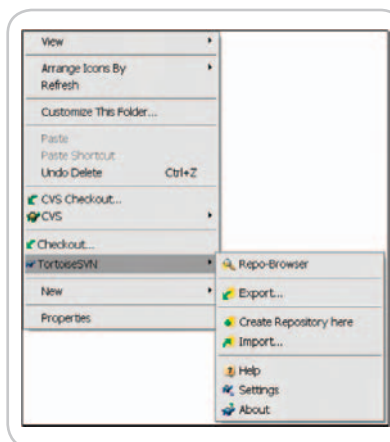 View
Arrange Icons By
Refresh
Customize This Folder...
Paste
Paste Shortcut
Undo Delete Ctrl+Z
CVS Checkout...
CVS
Checkout...
TortoiseSVN
New
Properties
Repo-Browser
Export...
Create Repository here
Import...
Help
Settings
About